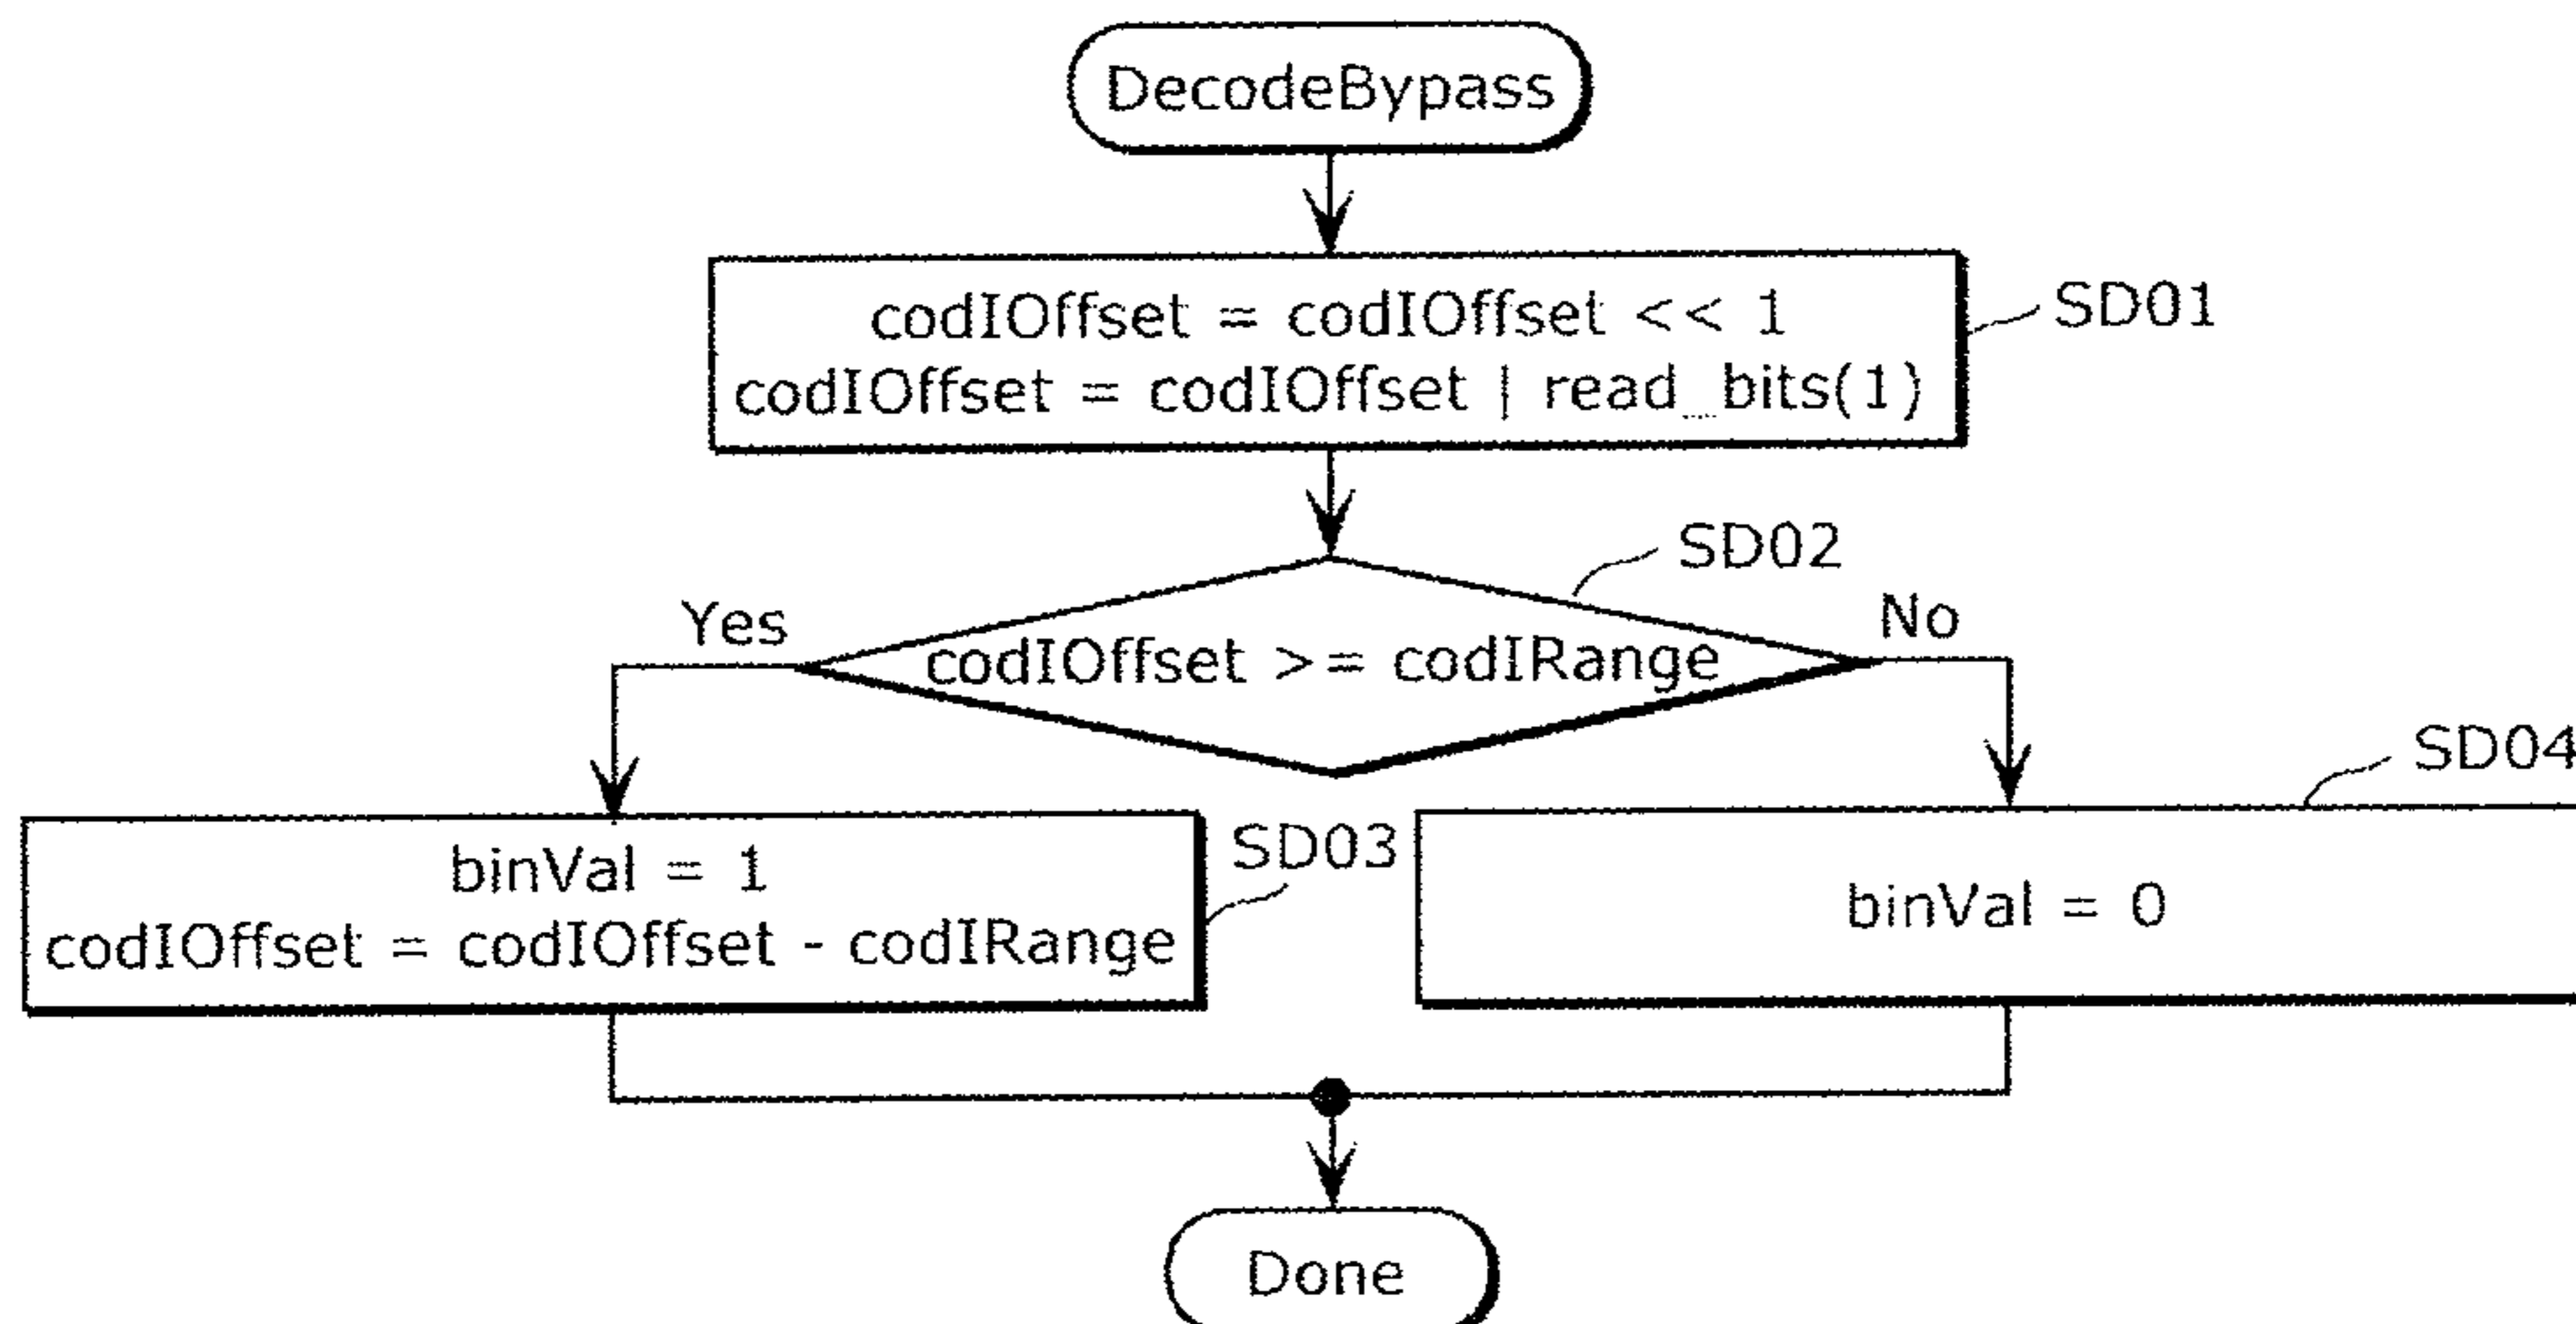 DecodeBypass
codIOffset = codIOffset << 1
codIOffset = codIOffset | read_bits(1)
SD01
SD02
Yes
codIOffset >= codIRange
No
SD04
binVal = 1
codIOffset = codIOffset - codIRange
SD03
binVal = 0
Done